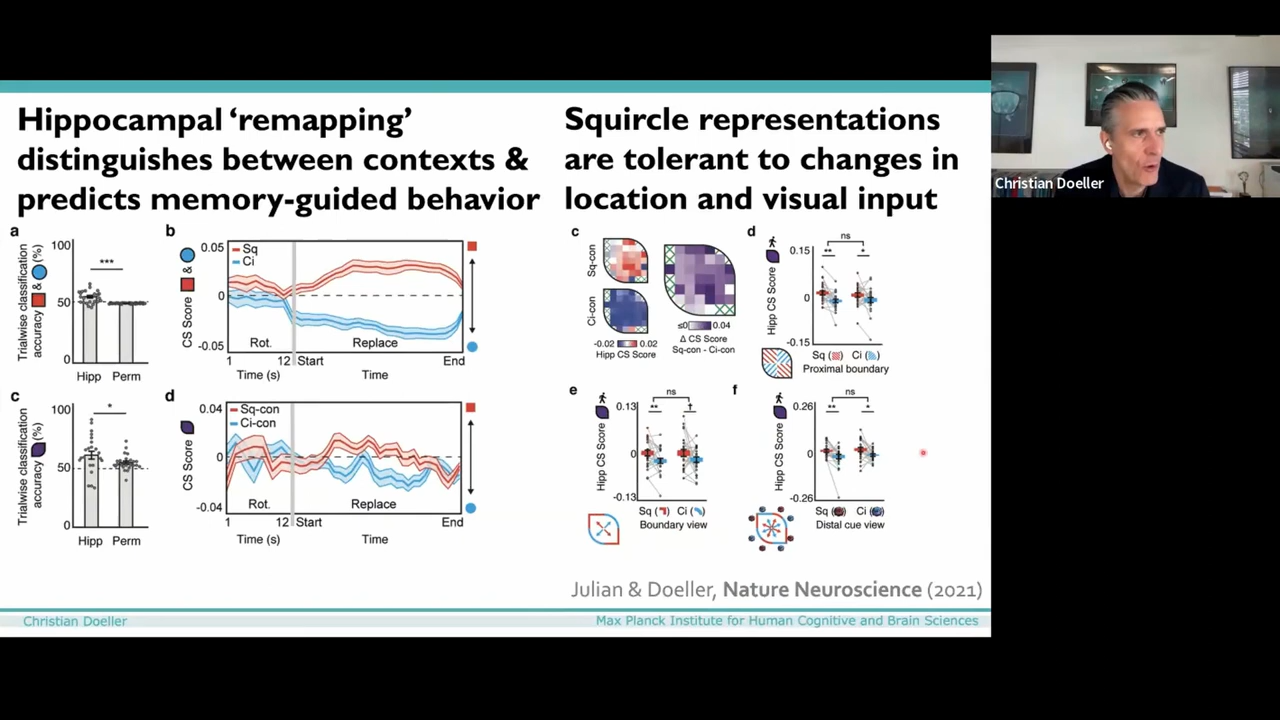 Hippocampal ‘remapping’
distinguishes between contexts &
predicts memory-guided behavior
Squircle representations
are tolerant to changes in
location and visual input
Christian Doeller
a
Trialwise classification
accuracy & (%)
100
50
0
***
Hipp Perm
b
CS Score &
0.05
0
-0.05
Sq
Ci
Rot.
Replace
1 12 Start End
Time (s) Time
c
Trialwise classification
accuracy (%)
100
50
0
*
Hipp Perm
d
CS Score
0.04
0
-0.04
Sq-con
Ci-con
Rot.
Replace
1 12 Start End
Time (s) Time
c
Sq-con
Ci-con
-0.02 0.02
Hipp CS Score
≤0 0.04
Δ CS Score
Sq-con - Ci-con
d
Hipp CS Score
0.15
0
-0.15
ns
** *
Sq ( ) Ci ( )
Proximal boundary
e
Hipp CS Score
0.13
0
-0.13
ns
** †
Sq ( ) Ci ( )
Boundary view
f
Hipp CS Score
0.26
0
-0.26
ns
** *
Sq ( ) Ci ( )
Distal cue view
Julian & Doeller, Nature Neuroscience (2021)
Christian Doeller
Max Planck Institute for Human Cognitive and Brain Sciences